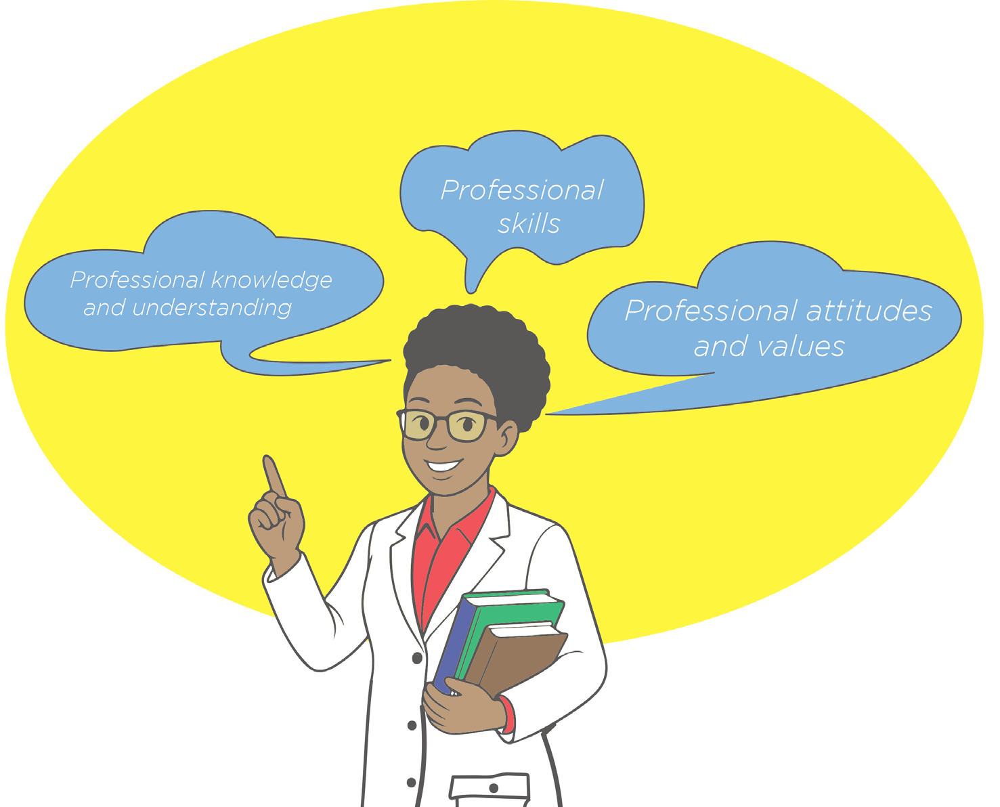 Professional
skills
Professional knowledge
and understanding
Professional attitudes
and values